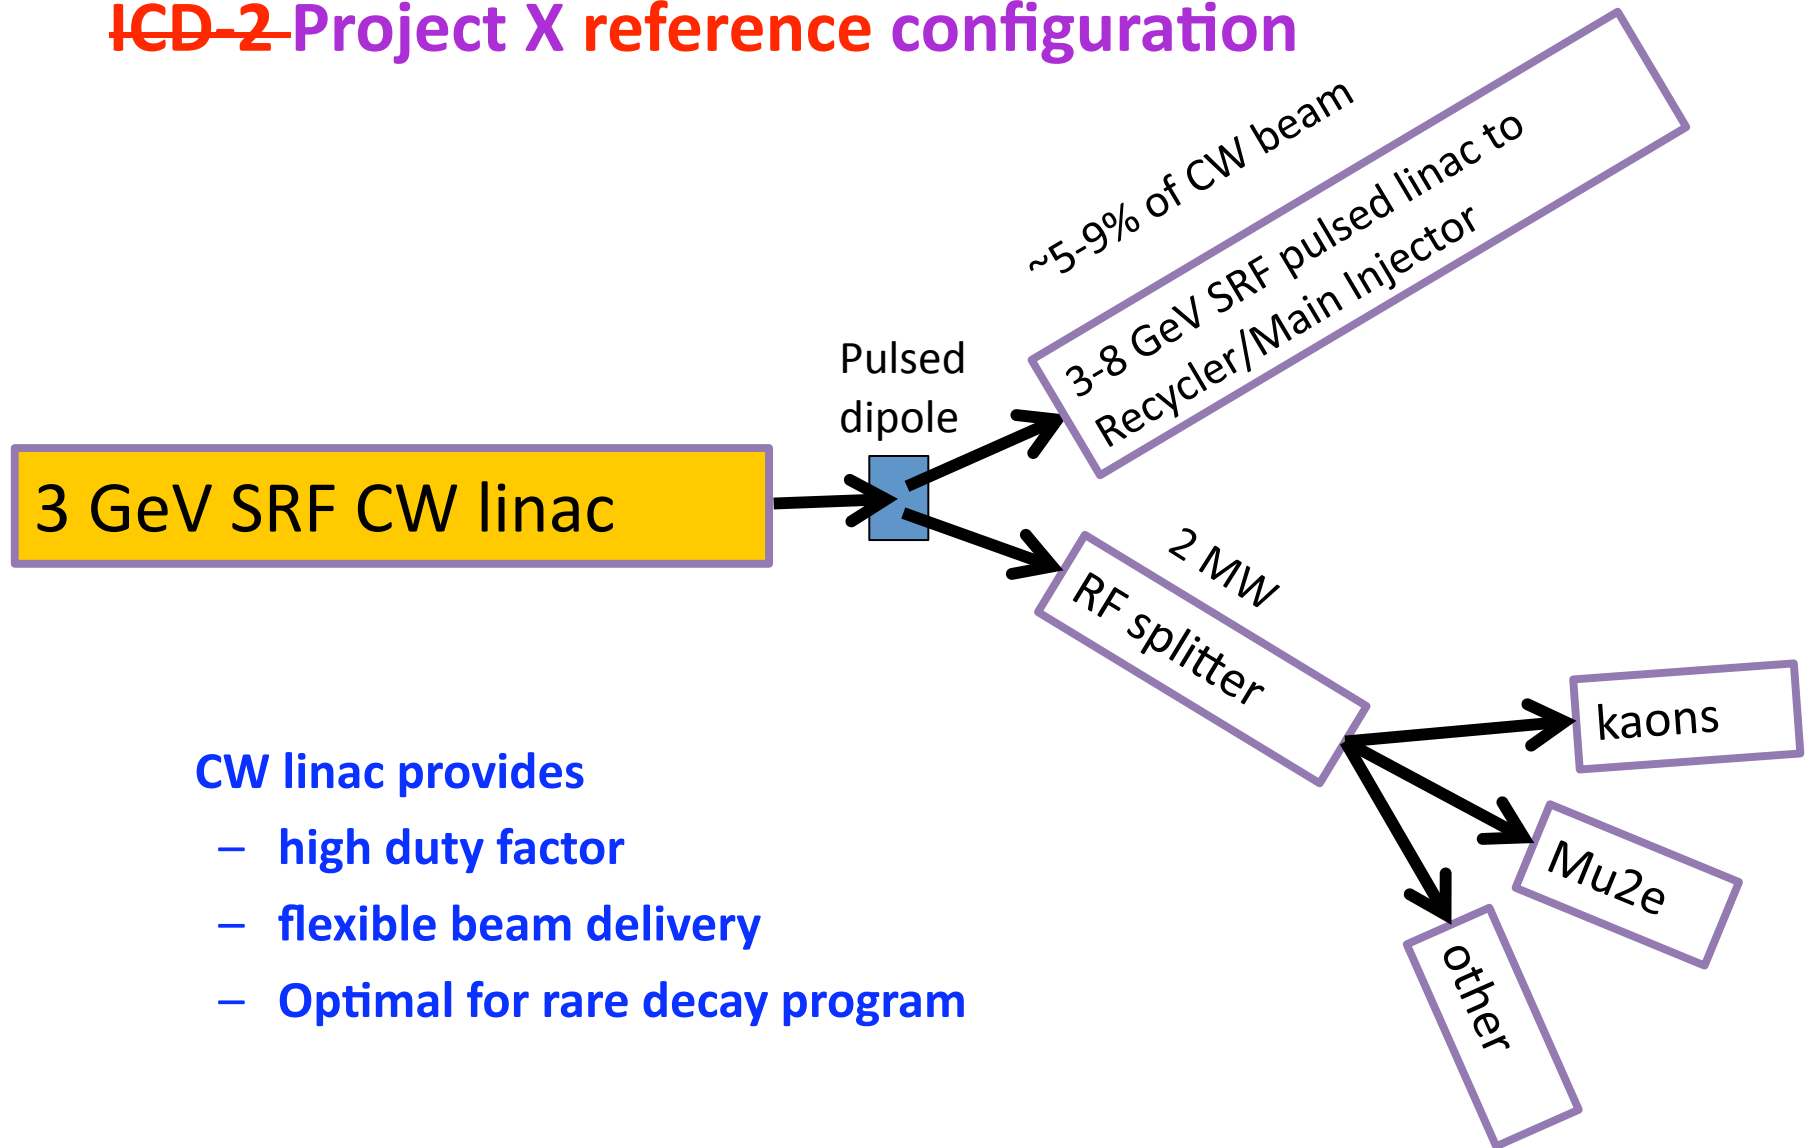 ICD-2 Project X reference configuration
~5-9% of CW beam
3-8 GeV SRF pulsed linac to
Recycler/Main Injector
Pulsed
dipole
3 GeV SRF CW linac
2 MW
RF splitter
kaons
Mu2e
other
CW linac provides
– high duty factor
– flexible beam delivery
– Optimal for rare decay program